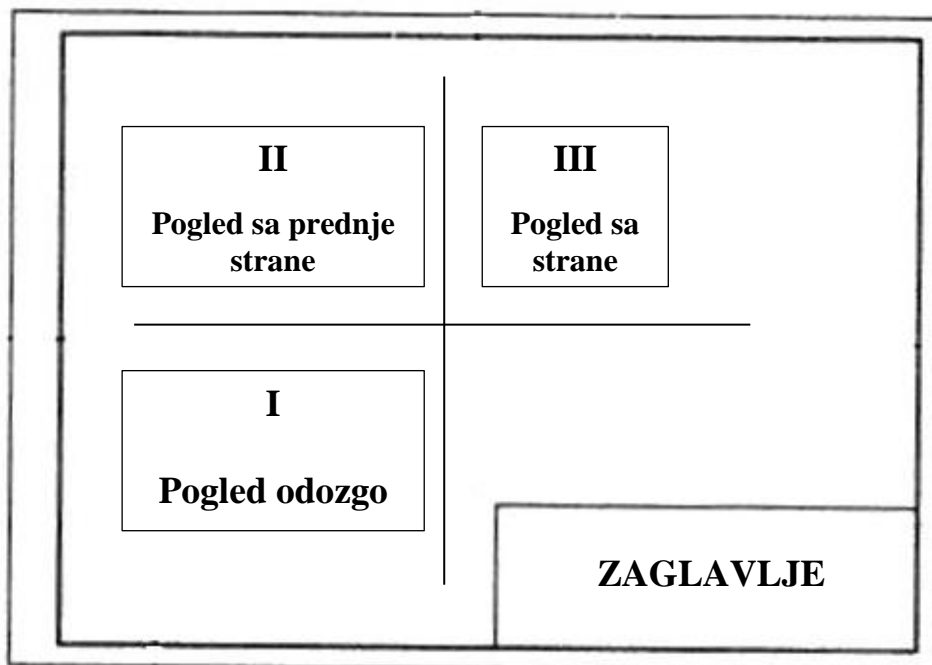 II
Pogled sa prednje
strane
III
Pogled sa
strane
I
Pogled odozgo
ZAGLAVLJE